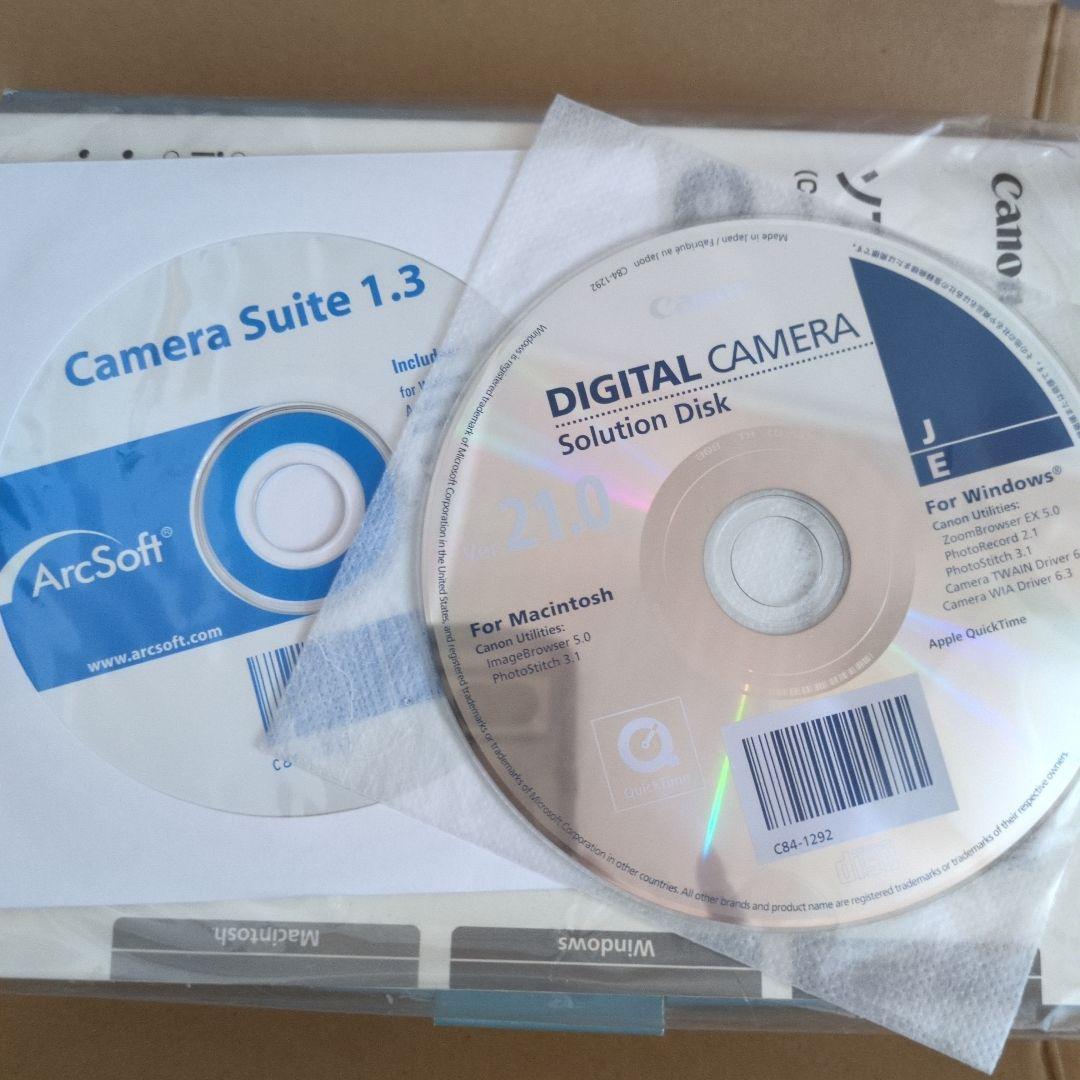 Camera Suite 1.3
for
ArcSoft®
www.arcsoft.com
Canon
DIGITAL CAMERA
Solution Disk
Ver. 21.0
J
E
For Windows®
Canon Utilities:
ZoomBrowser EX 5.0
PhotoRecord 2.1
PhotoStitch 3.1
Camera TWAIN Driver
Camera WIA Driver 6.3
Apple QuickTime
For Macintosh
Canon Utilities:
ImageBrowser 5.0
PhotoStitch 3.1
QuickTime
C84-1292
Made in Japan / Fabriqué au Japon C84-1292
Windows is registered trademark of Microsoft Corporation in the United States, and registered trademarks or trademarks of Microsoft Corporation in other countries. All other brands and product name are registered trademarks or trademarks of their respective owners.
Macintosh
Windows